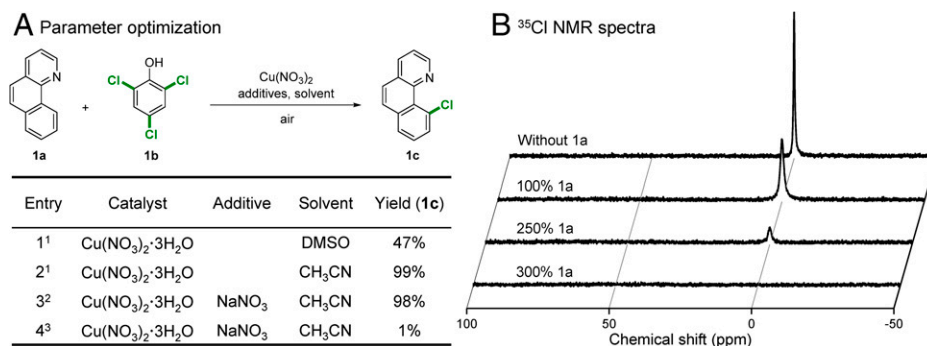 A Parameter optimization
OH
Cl
Cl
Cl
N
N
Cl
+
Cu(NO₃)₂
additives, solvent
air
1a
1b
1c
Entry Catalyst Additive Solvent Yield (1c)
1¹ Cu(NO₃)₂·3H₂O DMSO 47%
2¹ Cu(NO₃)₂·3H₂O CH₃CN 99%
3² Cu(NO₃)₂·3H₂O NaNO₃ CH₃CN 98%
4³ Cu(NO₃)₂·3H₂O NaNO₃ CH₃CN 1%
B ³⁵Cl NMR spectra
Without 1a
100% 1a
250% 1a
300% 1a
100 50 0 -50
Chemical shift (ppm)